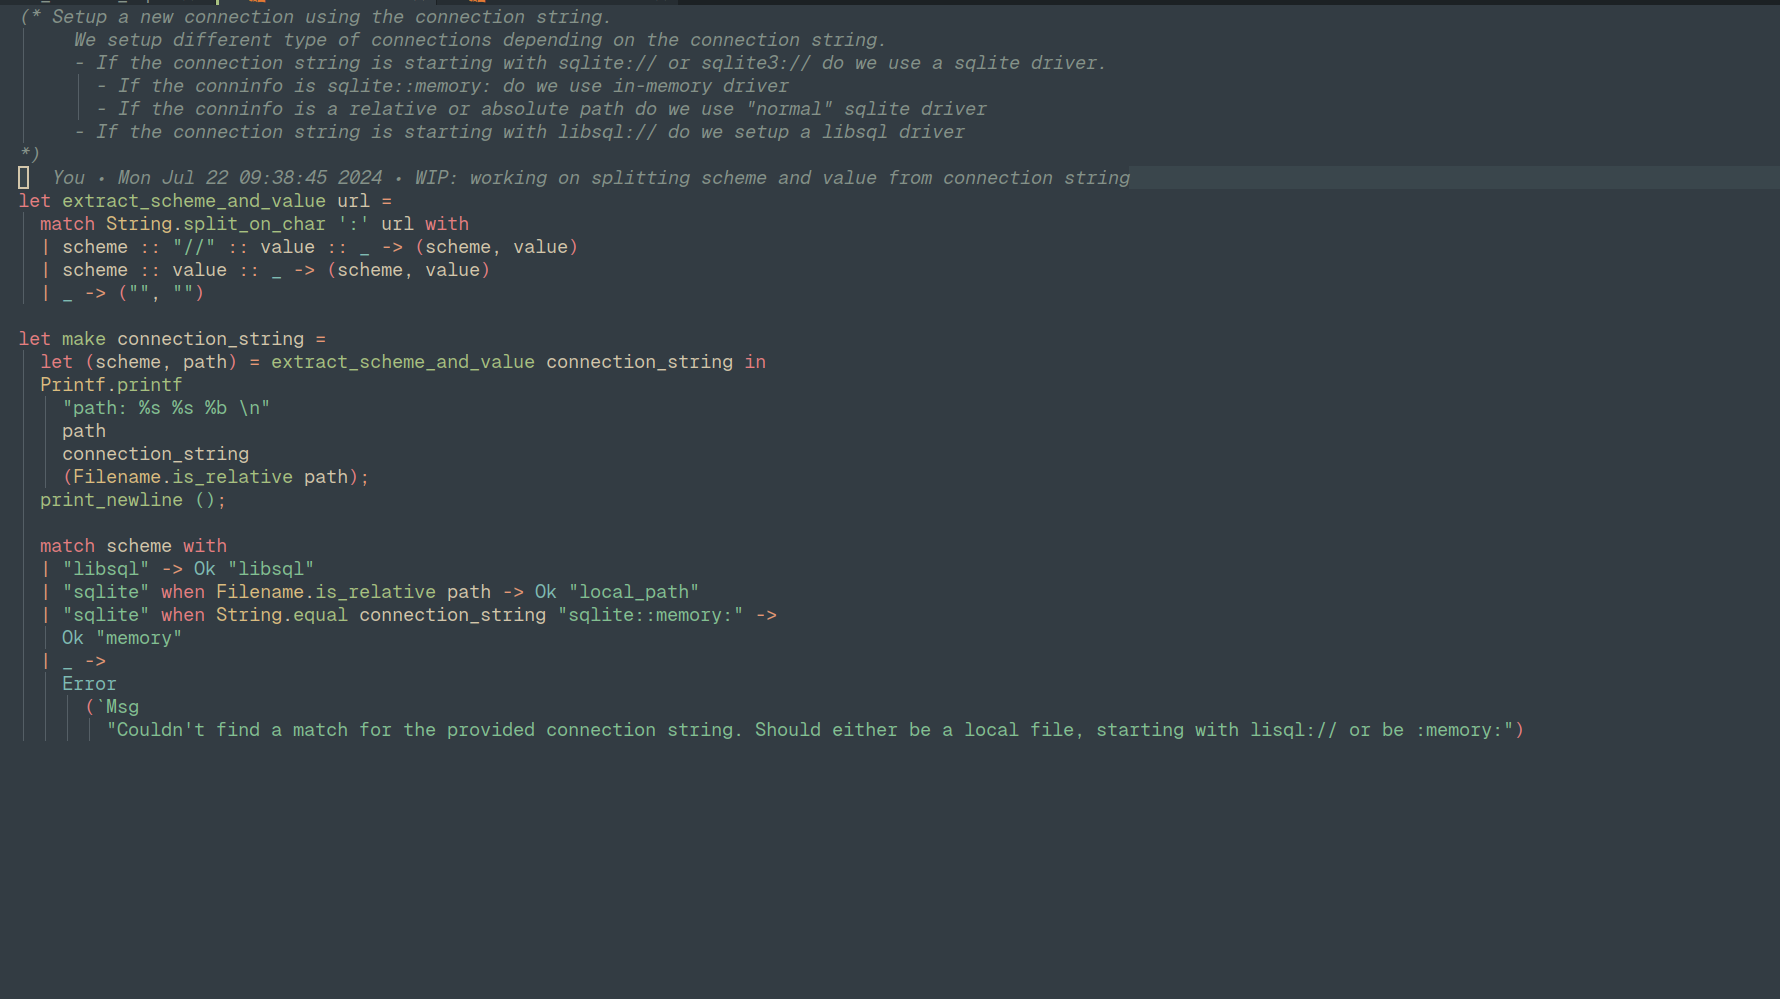 (* Setup a new connection using the connection string.
We setup different type of connections depending on the connection string.
- If the connection string is starting with sqlite:// or sqlite3:// do we use a sqlite driver.
- If the conninfo is sqlite::memory: do we use in-memory driver
- If the conninfo is a relative or absolute path do we use "normal" sqlite driver
- If the connection string is starting with libsql:// do we setup a libsql driver
*)
You • Mon Jul 22 09:38:45 2024 • WIP: working on splitting scheme and value from connection string
let extract_scheme_and_value url =
match String.split_on_char ':' url with
| scheme :: "//" :: value :: _ -> (scheme, value)
| scheme :: value :: _ -> (scheme, value)
| _ -> ("", "")
let make connection_string =
let (scheme, path) = extract_scheme_and_value connection_string in
Printf.printf
"path: %s %s %b \n"
path
connection_string
(Filename.is_relative path);
print_newline ();
match scheme with
| "libsql" -> Ok "libsql"
| "sqlite" when Filename.is_relative path -> Ok "local_path"
| "sqlite" when String.equal connection_string "sqlite::memory:" ->
Ok "memory"
| _ ->
Error
(`Msg
"Couldn't find a match for the provided connection string. Should either be a local file, starting with lisql:// or be :memory:")